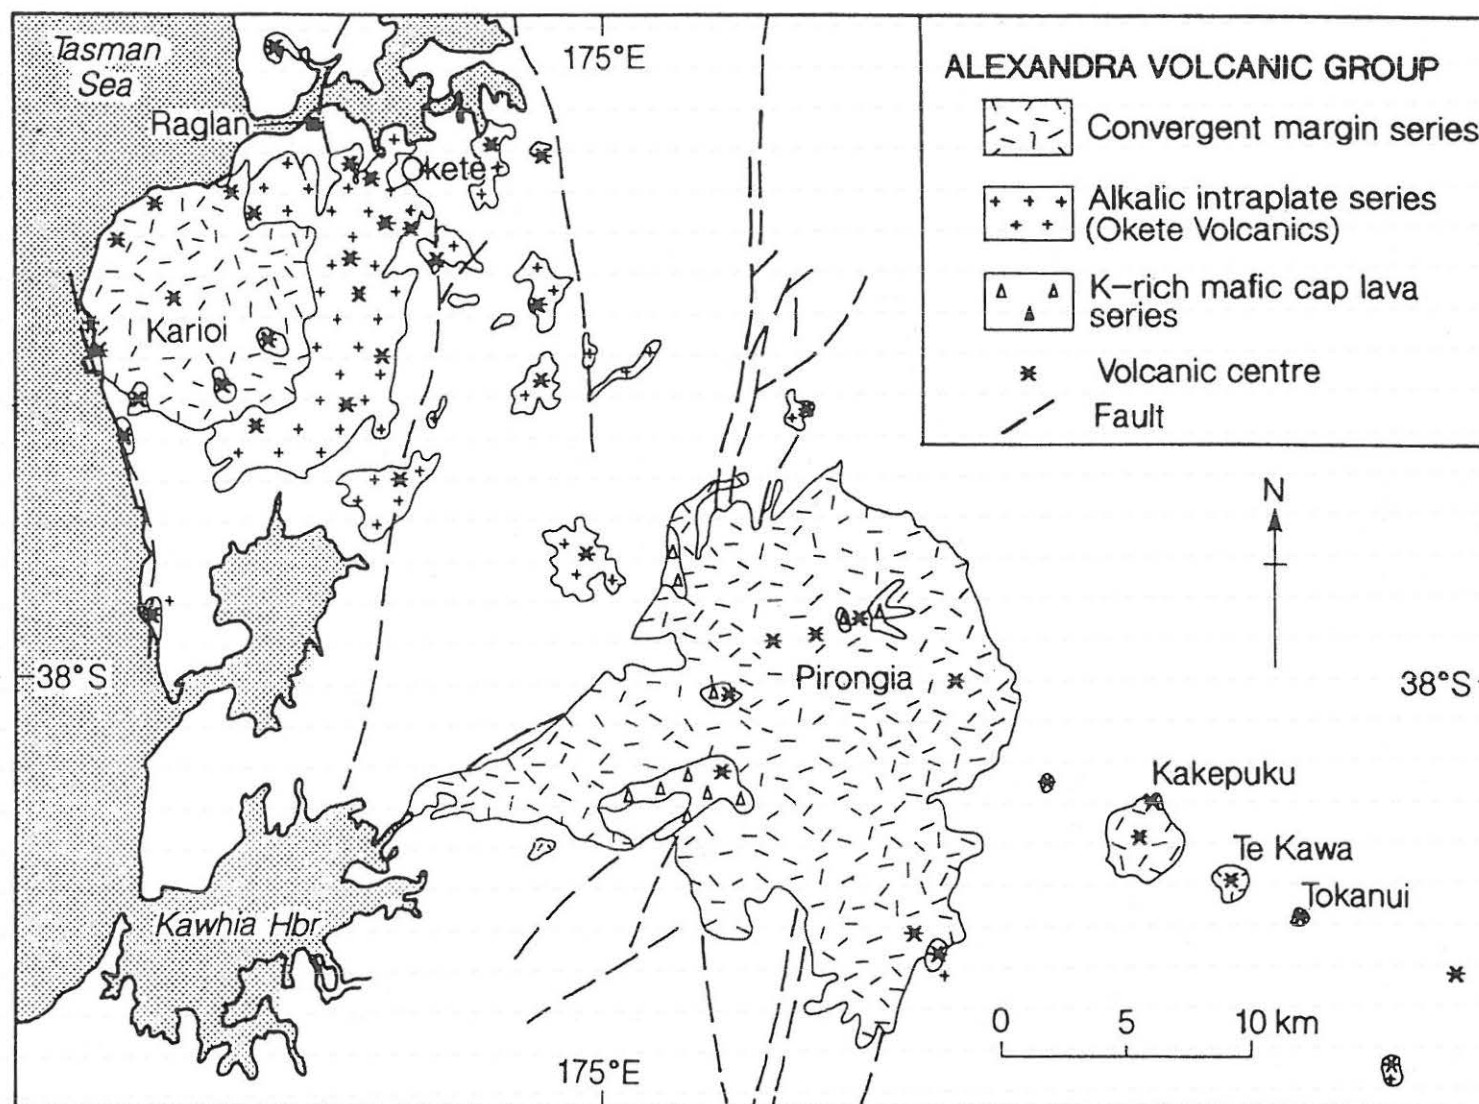 Tasman
Sea
175°E
ALEXANDRA VOLCANIC GROUP
Convergent margin series
Raglan
Okete
Alkalic intraplate series
(Okete Volcanics)
K-rich mafic cap lava
series
Karioi
Volcanic centre
Fault
N
38°S
Pirongia
38°S
Kakepuku
Te Kawa
Tokanui
Kawhia Hbr
0 5 10 km
175°E